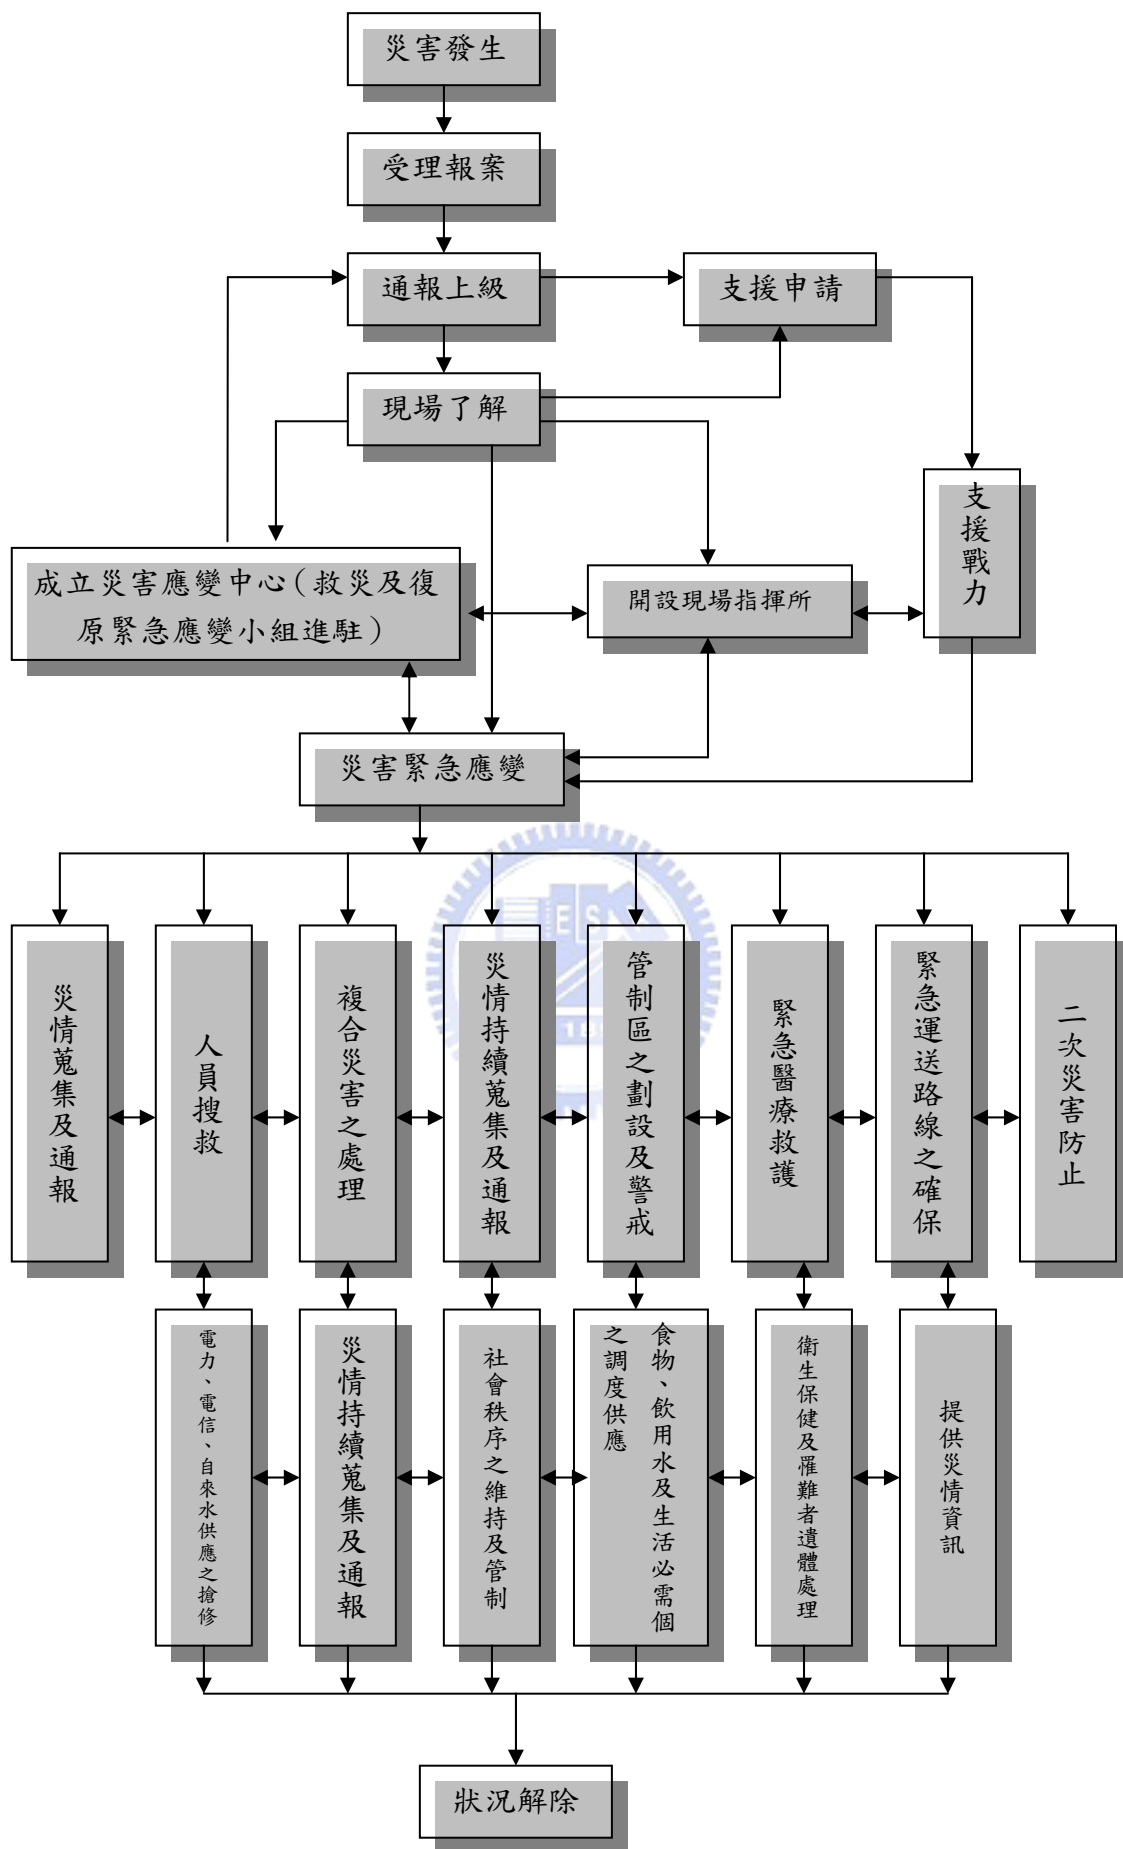 災害發生
受理報案
通報上級
支援申請
現場了解
支援戰力
成立災害應變中心(救災及復
原緊急應變小組進駐)
開設現場指揮所
災害緊急應變
災情蒐集及通報
人員搜救
複合災害之處理
災情持續蒐集及通報
管制區之劃設及警戒
緊急醫療救護
緊急運送路線之確保
二次災害防止
電力、電信、自來水供應之搶修
災情持續蒐集及通報
社會秩序之維持及管制
食物、飲用水及生活必需個
之調度供應
衛生保健及罹難者遺體處理
提供災情資訊
狀況解除
ES